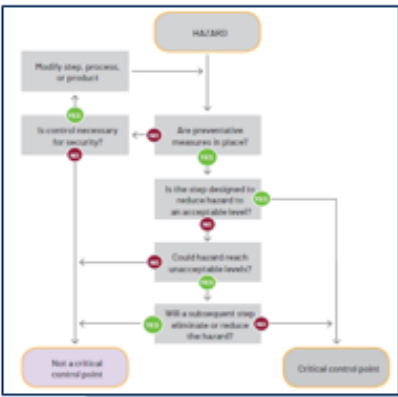 HAZARD
Modify step, process,
or product
YES
Is control necessary
for security?
NO
NO
Are preventative
measures in place?
YES
Is the step designed to
reduce hazard to
an acceptable level?
YES
NO
Could hazard reach
unacceptable levels?
NO
YES
Will a subsequent step
eliminate or reduce
the hazard?
YES
NO
Not a critical
control point
Critical control point